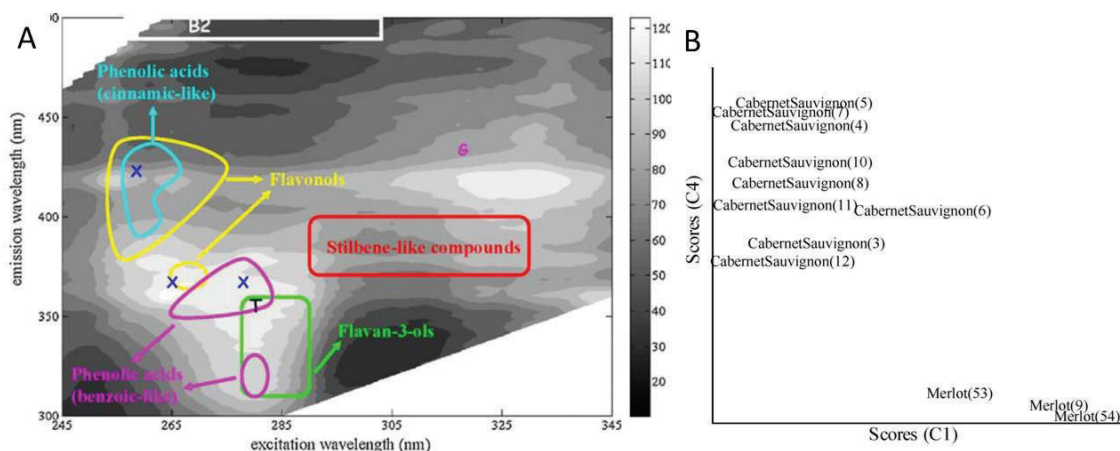 A
B2
Phenolic acids
(cinnamic-like)
Flavonols
G
X
Stilbene-like compounds
X
X
T
Flavan-3-ols
Phenolic acids
(benzoic-like)
450
400
350
300
emission wavelength (nm)
245
265
285
305
325
345
excitation wavelength (nm)
120
110
100
90
80
70
60
50
40
30
20
10
B
CabernetSauvignon(5)
CabernetSauvignon(7)
CabernetSauvignon(4)
CabernetSauvignon(10)
CabernetSauvignon(8)
CabernetSauvignon(11)
CabernetSauvignon(6)
CabernetSauvignon(3)
CabernetSauvignon(12)
Merlot(53)
Merlot(9)
Merlot(54)
Scores (C4)
Scores (C1)